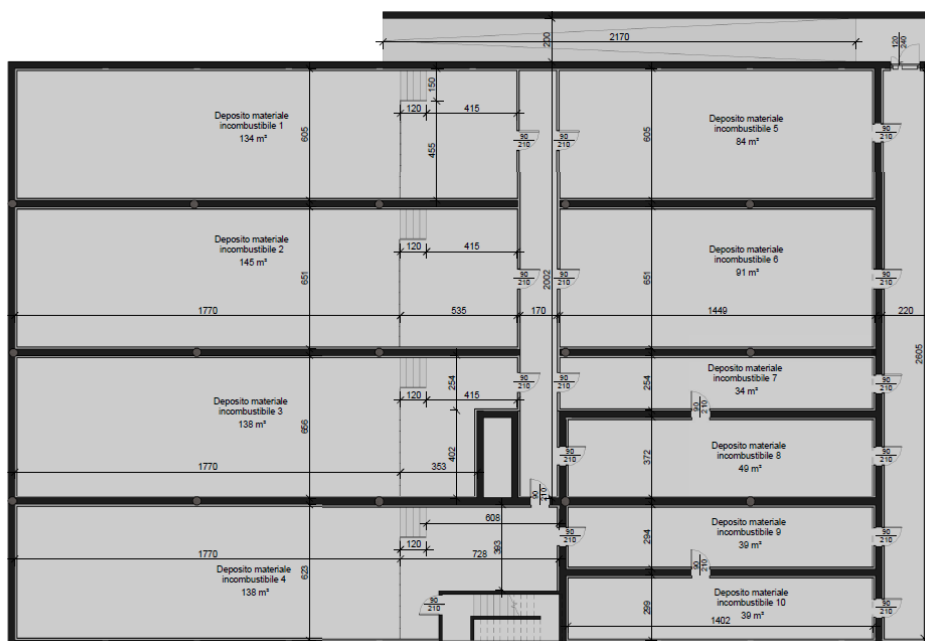 2170
200
120
240
Deposito materiale
incombustibile 1
134 m²
605
150
120
415
455
90
210
90
210
605
Deposito materiale
incombustibile 5
84 m²
90
210
Deposito materiale
incombustibile 2
145 m²
651
120
415
90
210
90
210
2002
651
Deposito materiale
incombustibile 6
91 m²
90
210
1770
535
170
1449
220
2605
Deposito materiale
incombustibile 3
138 m²
656
254
120
415
90
210
90
210
254
Deposito materiale
incombustibile 7
34 m²
90
210
90
210
402
1770
353
90
210
372
Deposito materiale
incombustibile 8
49 m²
90
210
90
210
608
393
120
1770
728
Deposito materiale
incombustibile 4
138 m²
623
90
210
294
Deposito materiale
incombustibile 9
39 m²
90
210
90
210
90
210
299
Deposito materiale
incombustibile 10
39 m²
1402
90
210